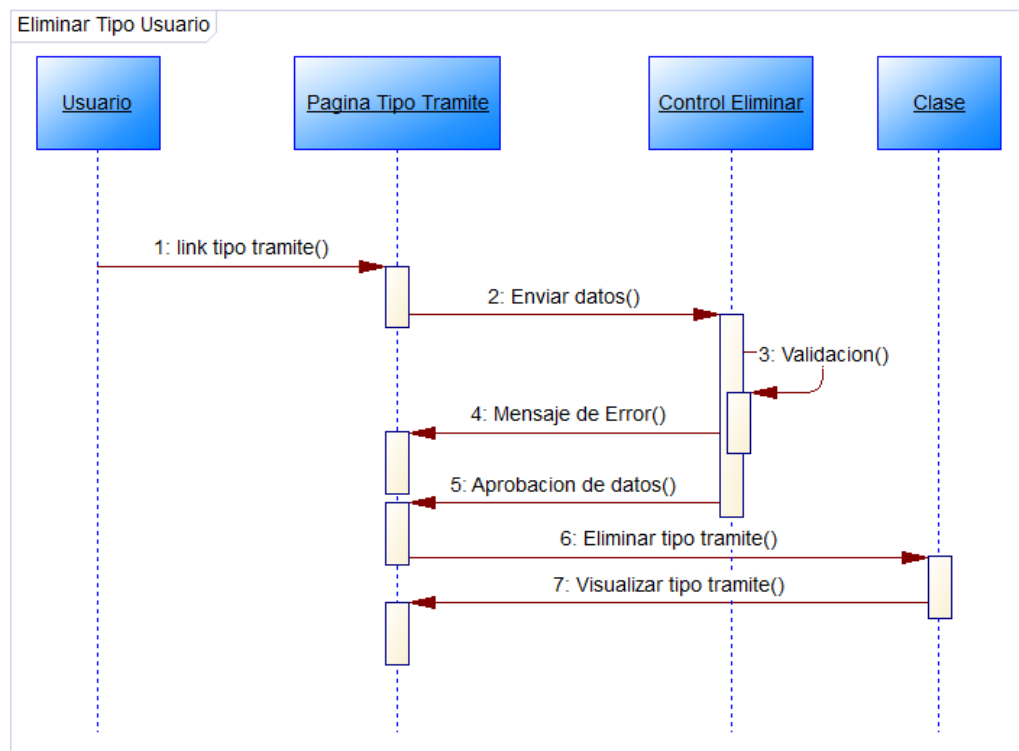 Eliminar Tipo Usuario
Usuario
Pagina Tipo Tramite
Control Eliminar
Clase
1: link tipo tramite()
2: Enviar datos()
3: Validacion()
4: Mensaje de Error()
5: Aprobacion de datos()
6: Eliminar tipo tramite()
7: Visualizar tipo tramite()